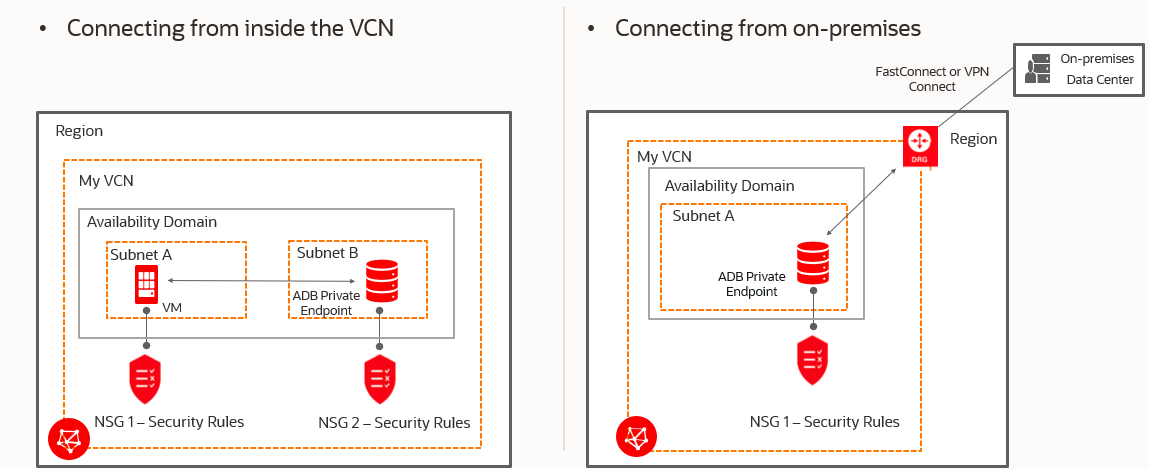 • Connecting from inside the VCN
Region
My VCN
Availability Domain
Subnet A
VM
Subnet B
ADB Private
Endpoint
NSG 1 – Security Rules
NSG 2 – Security Rules
• Connecting from on-premises
FastConnect or VPN
Connect
On-premises
Data Center
DRG
Region
My VCN
Availability Domain
Subnet A
ADB Private
Endpoint
NSG 1 – Security Rules